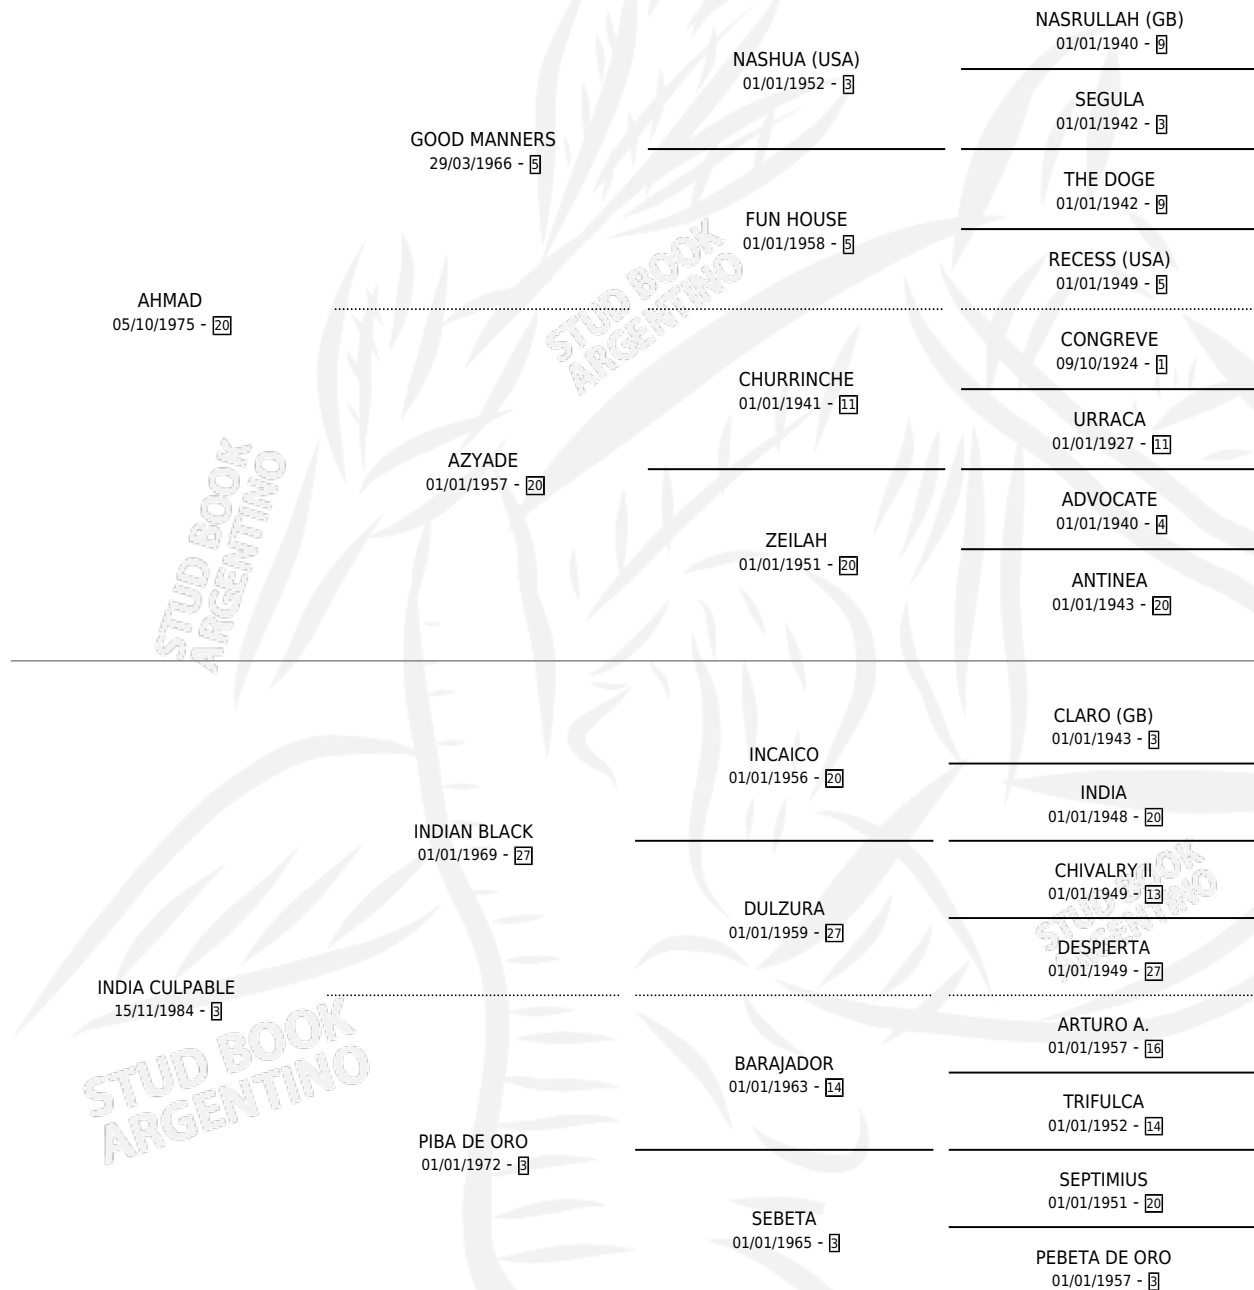 NASRULLAH (GB)
01/01/1940 - 9
NASHUA (USA)
01/01/1952 - 3
SEGULA
01/01/1942 - 3
GOOD MANNERS
29/03/1966 - 5
THE DOGE
01/01/1942 - 9
FUN HOUSE
01/01/1958 - 5
RECESS (USA)
01/01/1949 - 5
AHMAD
05/10/1975 - 20
CONGREVE
09/10/1924 - 1
CHURRINCHE
01/01/1941 - 11
URRACA
01/01/1927 - 11
AZYADE
01/01/1957 - 20
ADVOCATE
01/01/1940 - 4
ZEILAH
01/01/1951 - 20
ANTINEA
01/01/1943 - 20
CLARO (GB)
01/01/1943 - 3
INCAICO
01/01/1956 - 20
INDIA
01/01/1948 - 20
INDIAN BLACK
01/01/1969 - 27
CHIVALRY II
01/01/1949 - 13
DULZURA
01/01/1959 - 27
DESPIERTA
01/01/1949 - 27
INDIA CULPABLE
15/11/1984 - 3
ARTURO A.
01/01/1957 - 16
BARAJADOR
01/01/1963 - 14
TRIFULCA
01/01/1952 - 14
PIBA DE ORO
01/01/1972 - 3
SEPTIMIUS
01/01/1951 - 20
SEBETA
01/01/1965 - 3
PEBETA DE ORO
01/01/1957 - 3
STUD BOOK
ARGENTINO
STUD BOOK
ARGENTINO
STUD BOOK
ARGENTINO
STUD BOOK
ARGENTINO